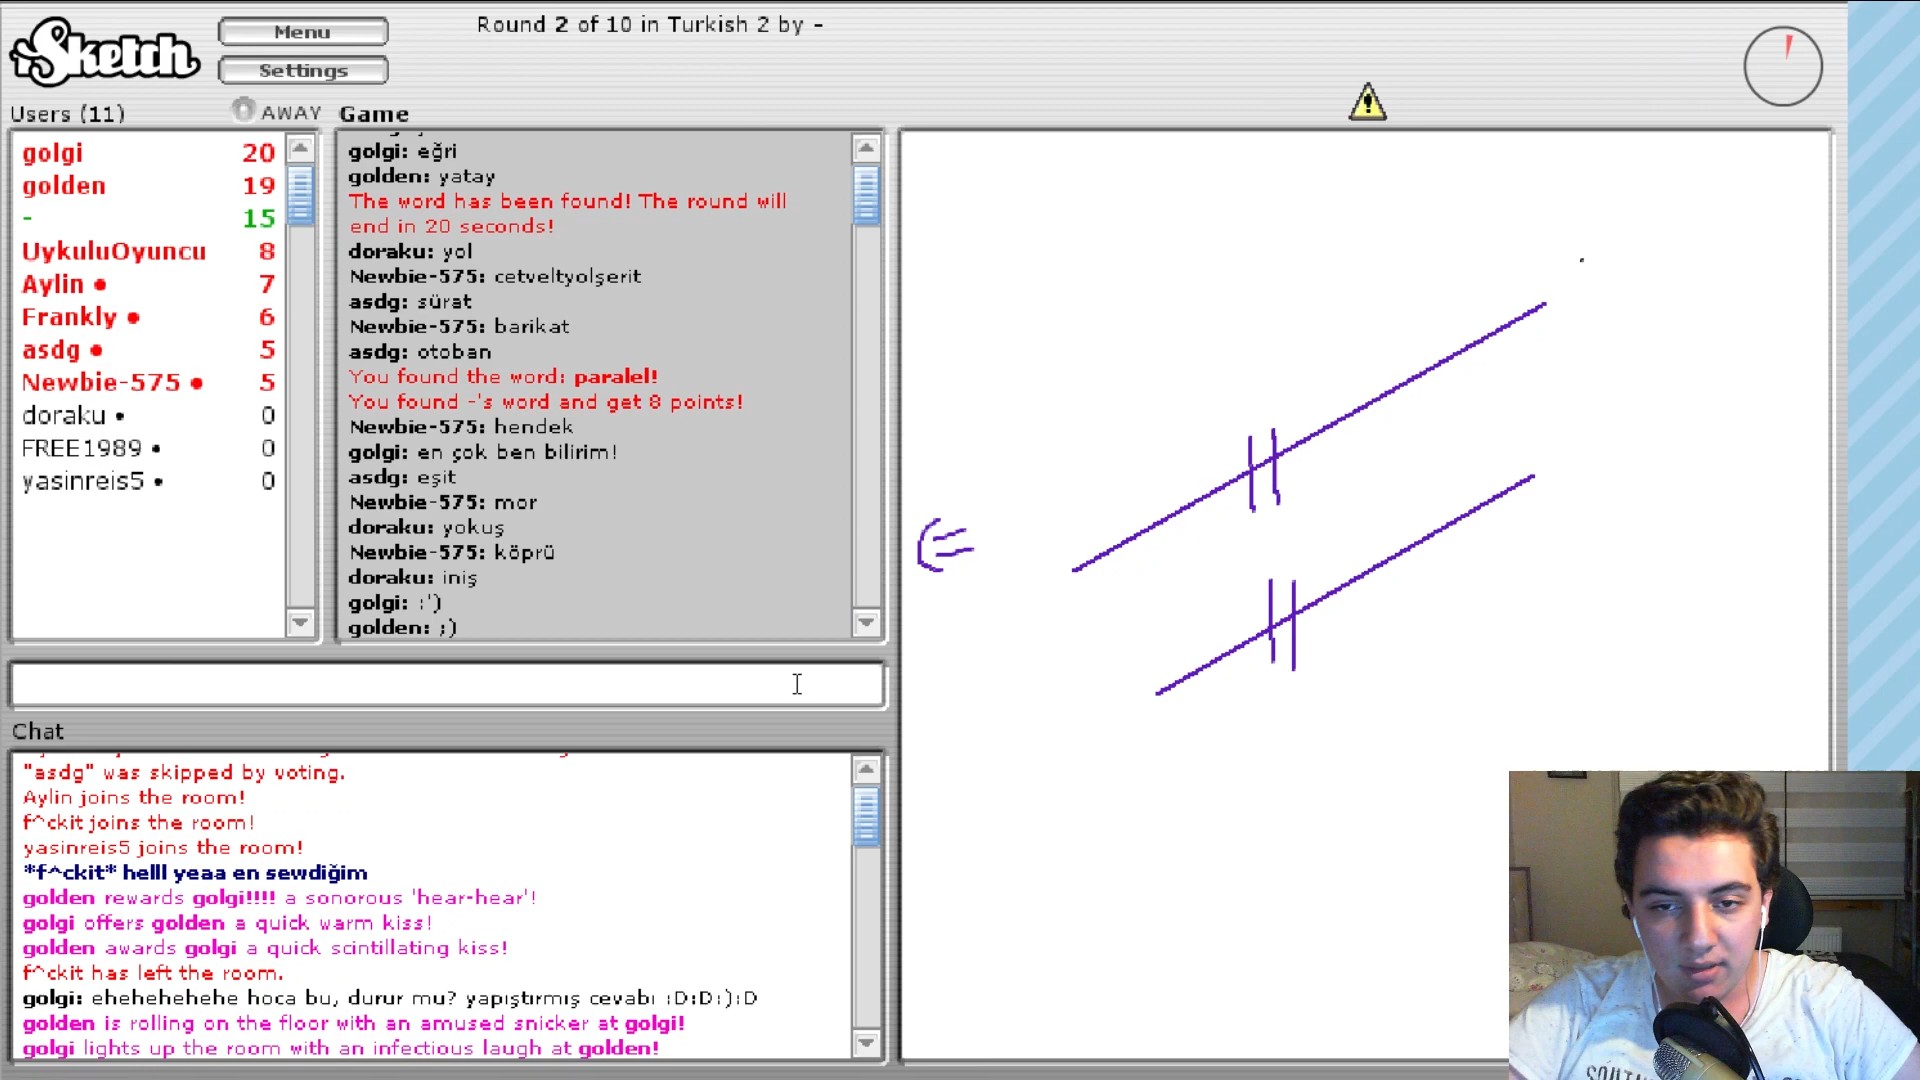 iSketch
Menu
Settings
Round 2 of 10 in Turkish 2 by -
Users (11)
AWAY
Game
golgi 20
golden 19
- 15
UykuluOyuncu 8
Aylin 7
Frankly 6
asdg 5
Newbie-575 5
doraku 0
FREE1989 0
yasinreis5 0
golgi: eğri
golden: yatay
The word has been found! The round will
end in 20 seconds!
doraku: yol
Newbie-575: cetveltyolşerit
asdg: sürat
Newbie-575: barikat
asdg: otoban
You found the word: paralel!
You found -'s word and get 8 points!
Newbie-575: hendek
golgi: en çok ben bilirim!
asdg: eşit
Newbie-575: mor
doraku: yokuş
Newbie-575: köprü
doraku: iniş
golgi: :')
golden: ;)
Chat
"asdg" was skipped by voting.
Aylin joins the room!
f^ckit joins the room!
yasinreis5 joins the room!
*f^ckit* helll yeaa en sewdiğim
golden rewards golgi!!!! a sonorous 'hear-hear'!
golgi offers golden a quick warm kiss!
golden awards golgi a quick scintillating kiss!
f^ckit has left the room.
golgi: ehehehehehe hoca bu, durur mu? yapıştırmış cevabı :D:D:):D
golden is rolling on the floor with an amused snicker at golgi!
golgi lights up the room with an infectious laugh at golden!